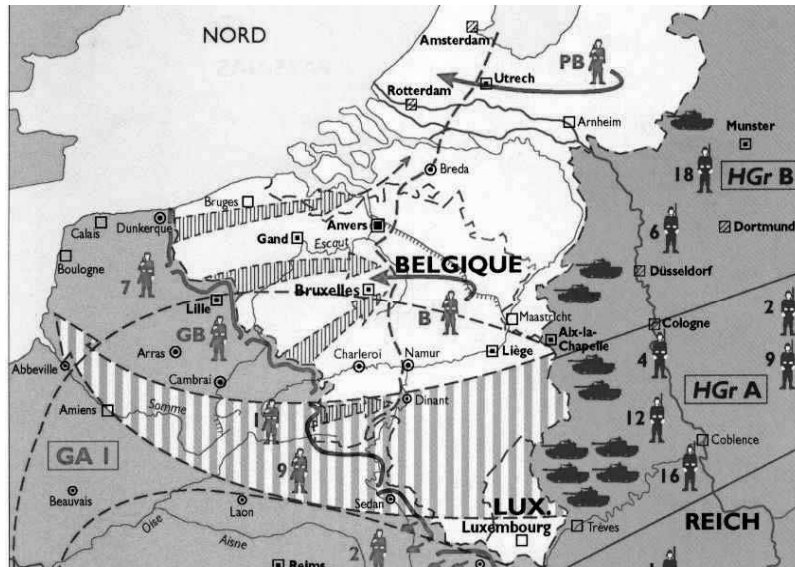 NORD
Amsterdam
PB
Utrech
Rotterdam
Arnheim
Munster
18
HGr B
Breda
Bruges
Dunkerque
Calais
Anvers
6
Dortmund
Gand
Escaut
Boulogne
7
BELGIQUE
Düsseldorf
Bruxelles
Lille
2
B
Maastricht
Cologne
GB
Aix-la-
Chapelle
Arras
Charleroi
Namur
Liège
4
9
Abbeville
Cambrai
HGr A
Dinant
Amiens
Somme
17
12
Coblence
GA 1
9
16
Beauvais
Laon
Sedan
LUX.
Luxembourg
Trèves
REICH
Oise
Aisne
2
Reims